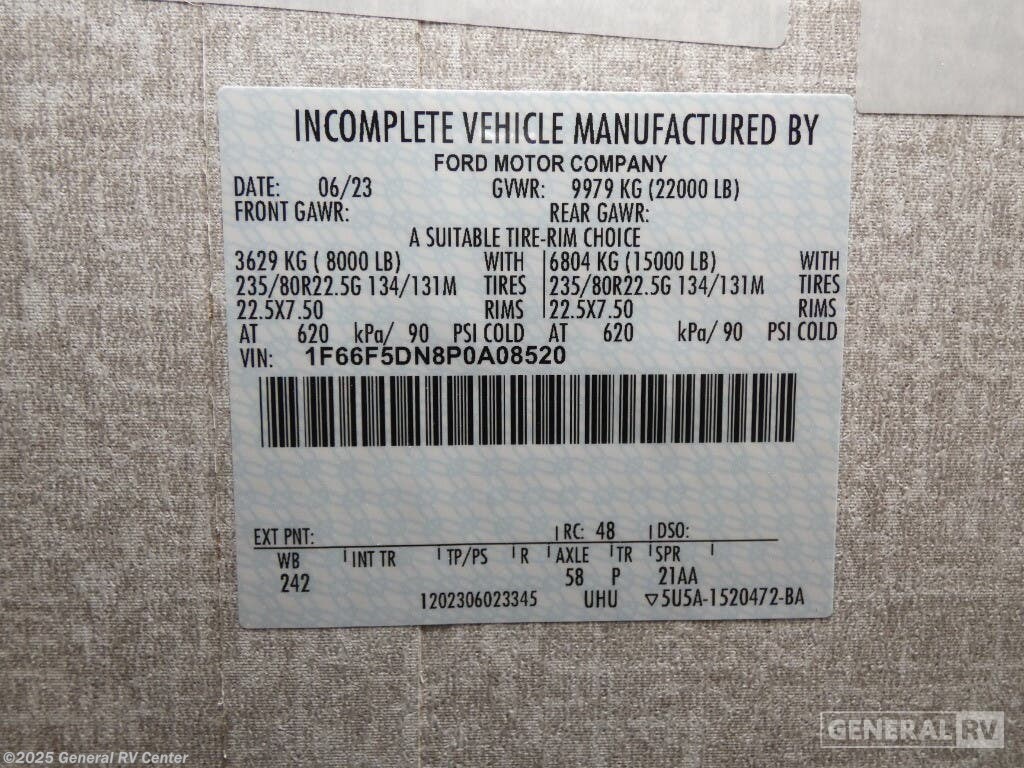 INCOMPLETE VEHICLE MANUFACTURED BY
FORD MOTOR COMPANY
DATE: 06/23 GVWR: 9979 KG (22000 LB)
FRONT GAWR: REAR GAWR:
A SUITABLE TIRE-RIM CHOICE
3629 KG ( 8000 LB) WITH 6804 KG (15000 LB) WITH
235/80R22.5G 134/131M TIRES 235/80R22.5G 134/131M TIRES
22.5X7.50 RIMS 22.5X7.50 RIMS
AT 620 kPa/ 90 PSI COLD AT 620 kPa/ 90 PSI COLD
VIN: 1F66F5DN8P0A08520
EXT PNT: RC: 48 DSO:
WB INT TR TP/PS R AXLE TR SPR
242 58 P 21AA
1202306023345 UHU ▽5U5A-1520472-BA
GENERAL RV
©2025 General RV Center